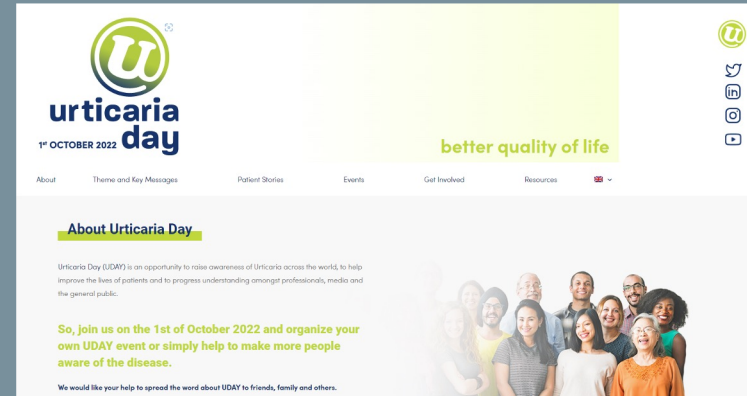 urticaria
1st OCTOBER 2022 day
better quality of life
About Theme and Key Messages Patient Stories Events Get Involved Resources
About Urticaria Day
Urticaria Day (UDAY) is an opportunity to raise awareness of Urticaria across the world, to help
improve the lives of patients and to progress understanding amongst professionals, media and
the general public.
So, join us on the 1st of October 2022 and organize your
own UDAY event or simply help to make more people
aware of the disease.
We would like your help to spread the word about UDAY to friends, family and others.